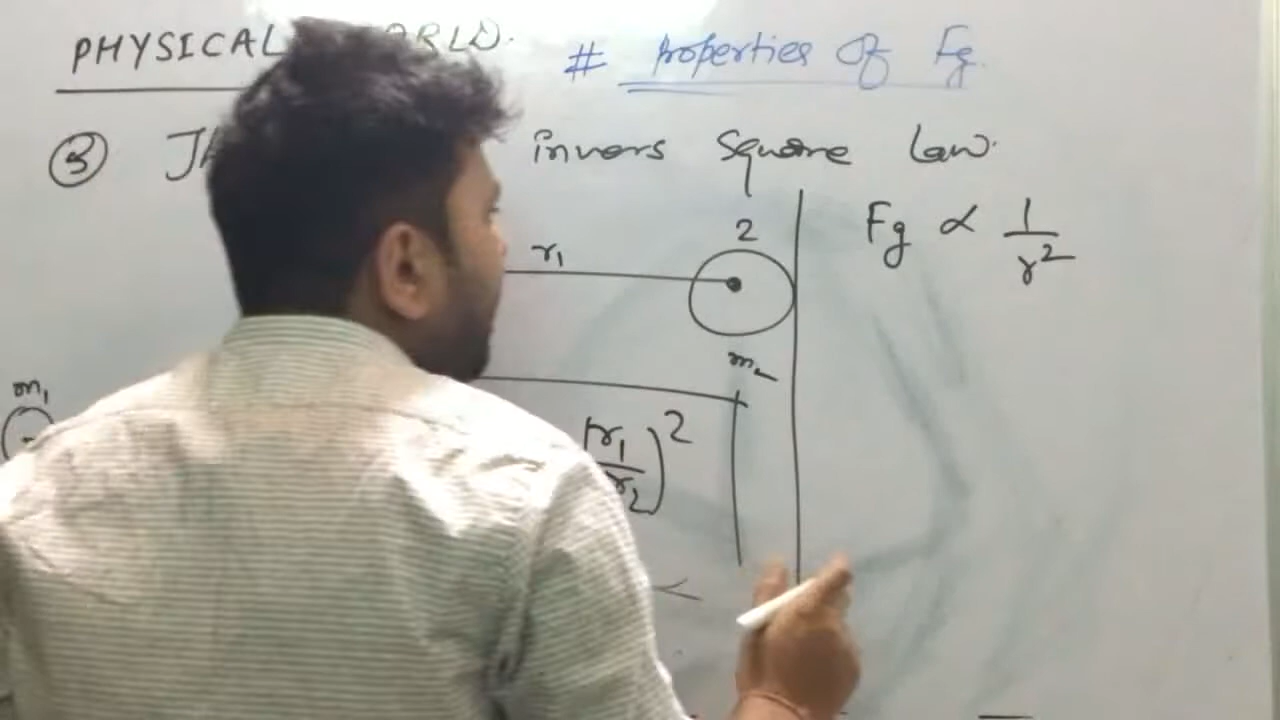 PHYSICAL WORLD.
# Properties Of Fg.
③ invers Square Law.
Fg ∝ 1/r²
2
r₁
m₂
m₁
(r₁/r₂)²